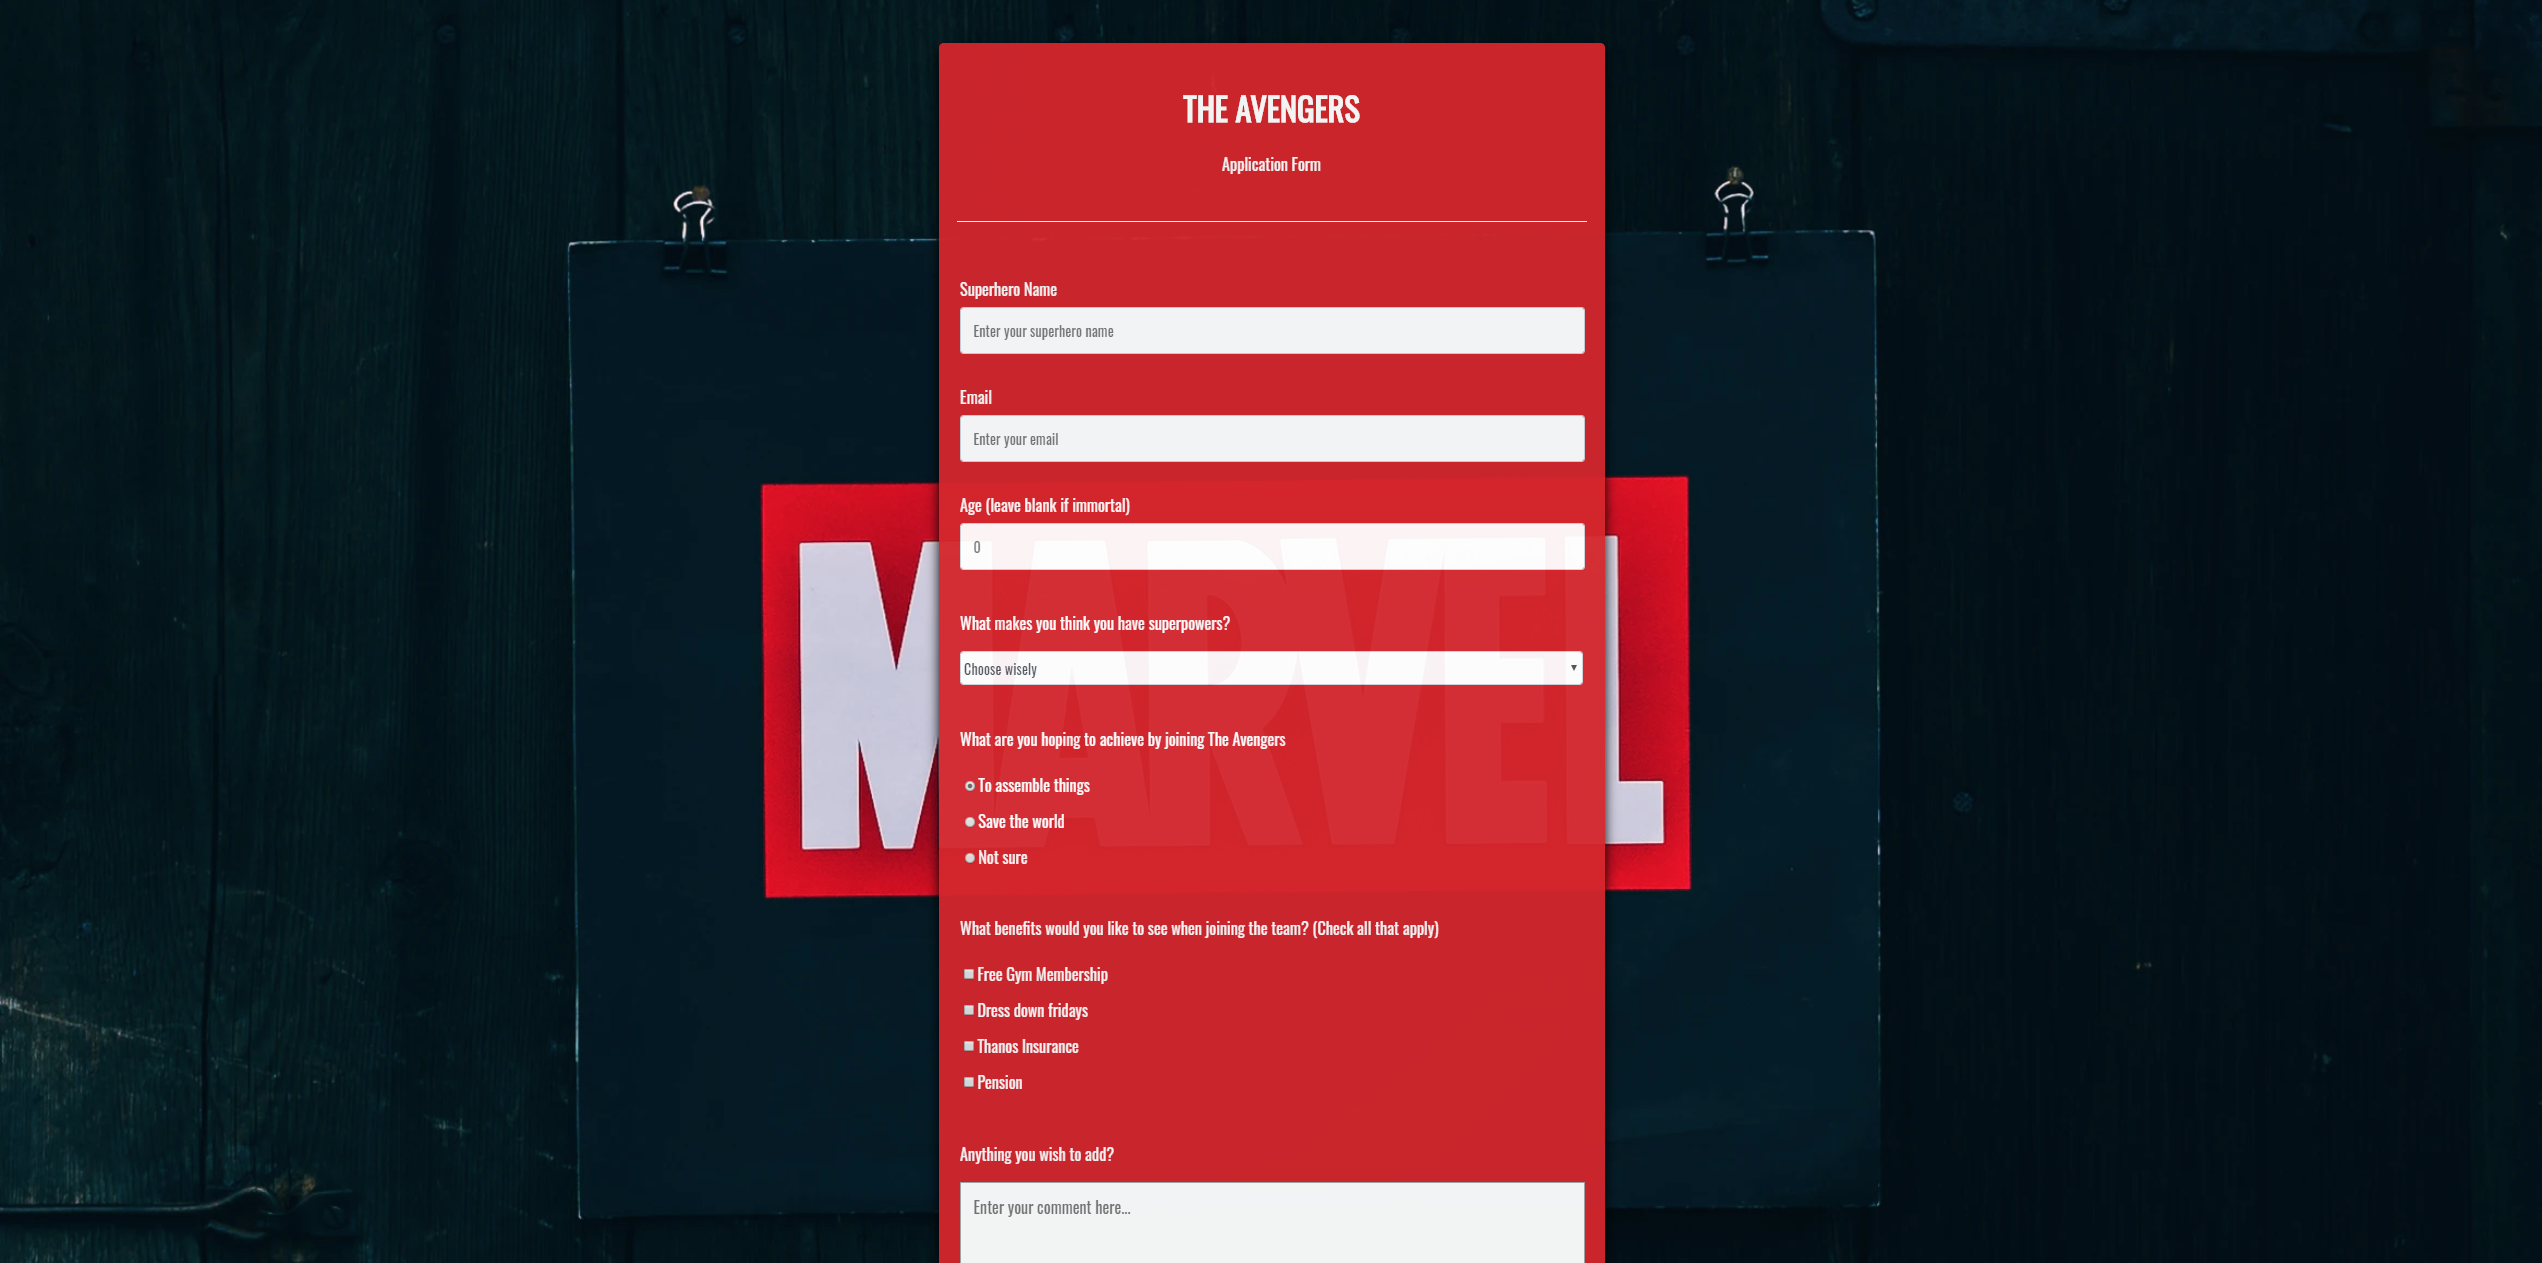 THE AVENGERS
Application Form
Superhero Name
Enter your superhero name
Email
Enter your email
Age (leave blank if immortal)
0
MARVEL
What makes you think you have superpowers?
Choose wisely
What are you hoping to achieve by joining The Avengers
To assemble things
Save the world
Not sure
What benefits would you like to see when joining the team? (Check all that apply)
Free Gym Membership
Dress down fridays
Thanos Insurance
Pension
Anything you wish to add?
Enter your comment here...